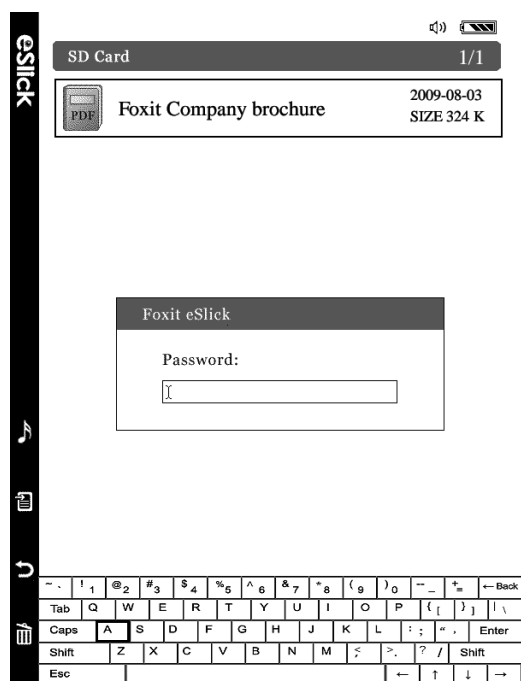 eSlick
SD Card 1/1
PDF Foxit Company brochure 2009-08-03
SIZE 324 K
Foxit eSlick
Password:
~ ` ! 1 @ 2 # 3 $ 4 % 5 ^ 6 & 7 * 8 ( 9 ) 0 - _ + = ←Back
Tab Q W E R T Y U I O P { [ } ] | \
Caps A S D F G H J K L : ; " ' Enter
Shift Z X C V B N M < , > . ? / Shift
Esc ← ↑ ↓ →